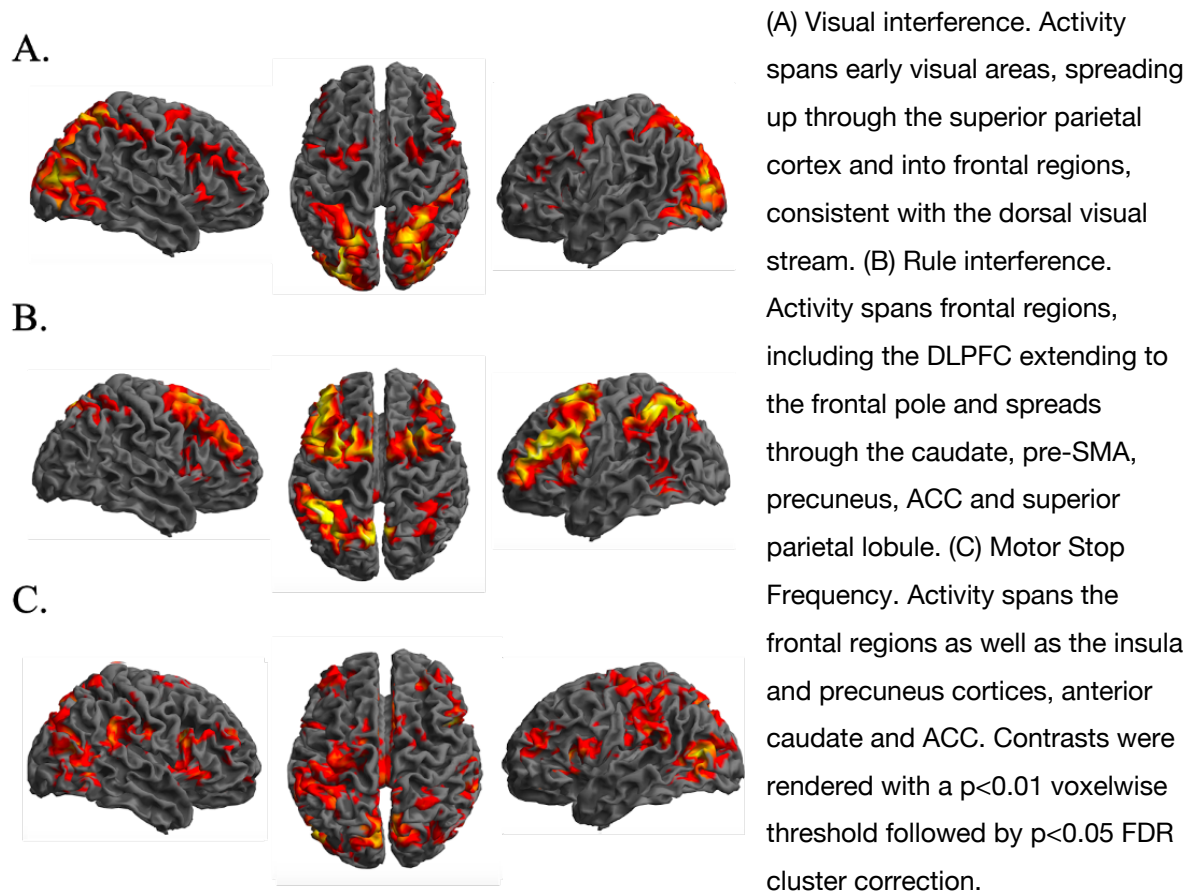 A.
B.
C.
(A) Visual interference. Activity
spans early visual areas, spreading
up through the superior parietal
cortex and into frontal regions,
consistent with the dorsal visual
stream. (B) Rule interference.
Activity spans frontal regions,
including the DLPFC extending to
the frontal pole and spreads
through the caudate, pre-SMA,
precuneus, ACC and superior
parietal lobule. (C) Motor Stop
Frequency. Activity spans the
frontal regions as well as the insula
and precuneus cortices, anterior
caudate and ACC. Contrasts were
rendered with a p<0.01 voxelwise
threshold followed by p<0.05 FDR
cluster correction.